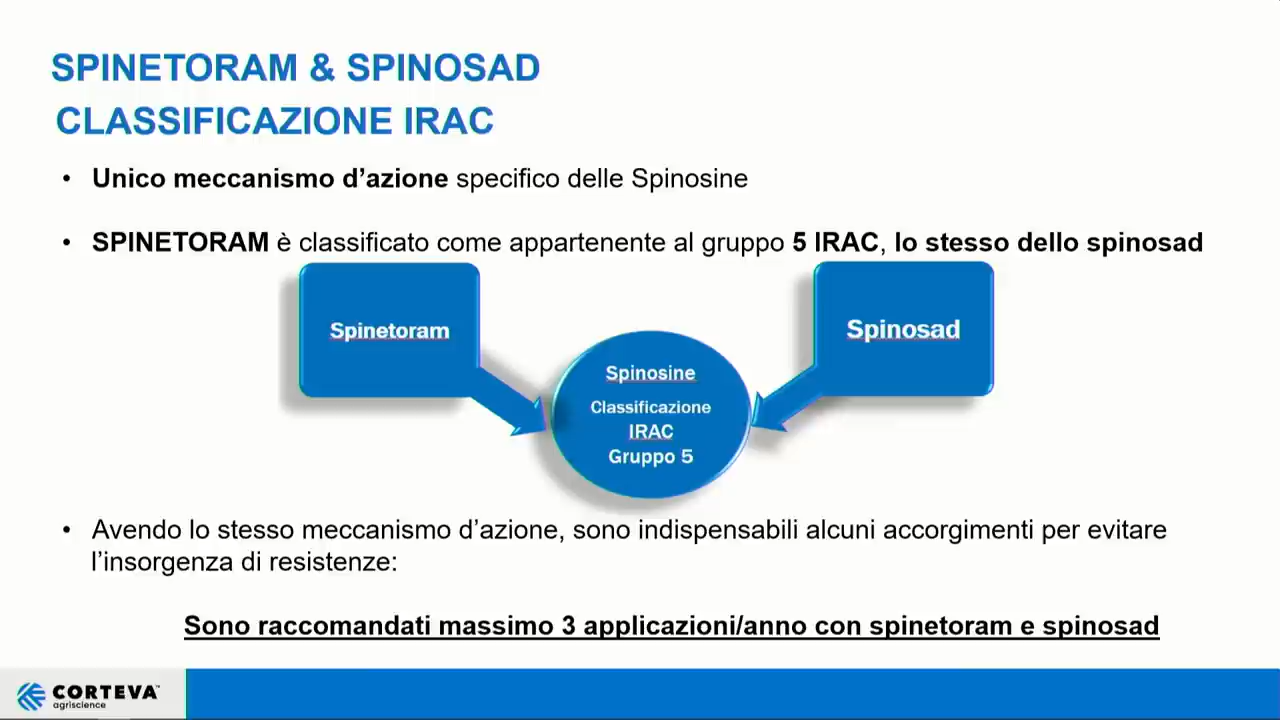 SPINETORAM & SPINOSAD
CLASSIFICAZIONE IRAC
• Unico meccanismo d’azione specifico delle Spinosine
• SPINETORAM è classificato come appartenente al gruppo 5 IRAC, lo stesso dello spinosad
Spinetoram
Spinosad
Spinosine
Classificazione
IRAC
Gruppo 5
• Avendo lo stesso meccanismo d’azione, sono indispensabili alcuni accorgimenti per evitare
l’insorgenza di resistenze:
Sono raccomandati massimo 3 applicazioni/anno con spinetoram e spinosad
CORTEVA™
agriscience